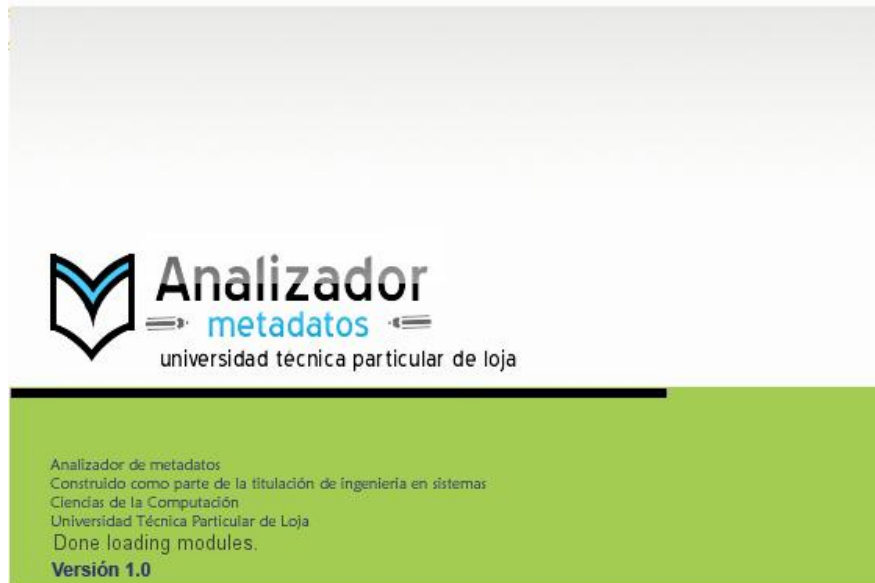 Analizador
metadatos
universidad técnica particular de loja
Analizador de metadatos
Construido como parte de la titulación de ingeniería en sistemas
Ciencias de la Computación
Universidad Técnica Particular de Loja
Done loading modules.
Versión 1.0